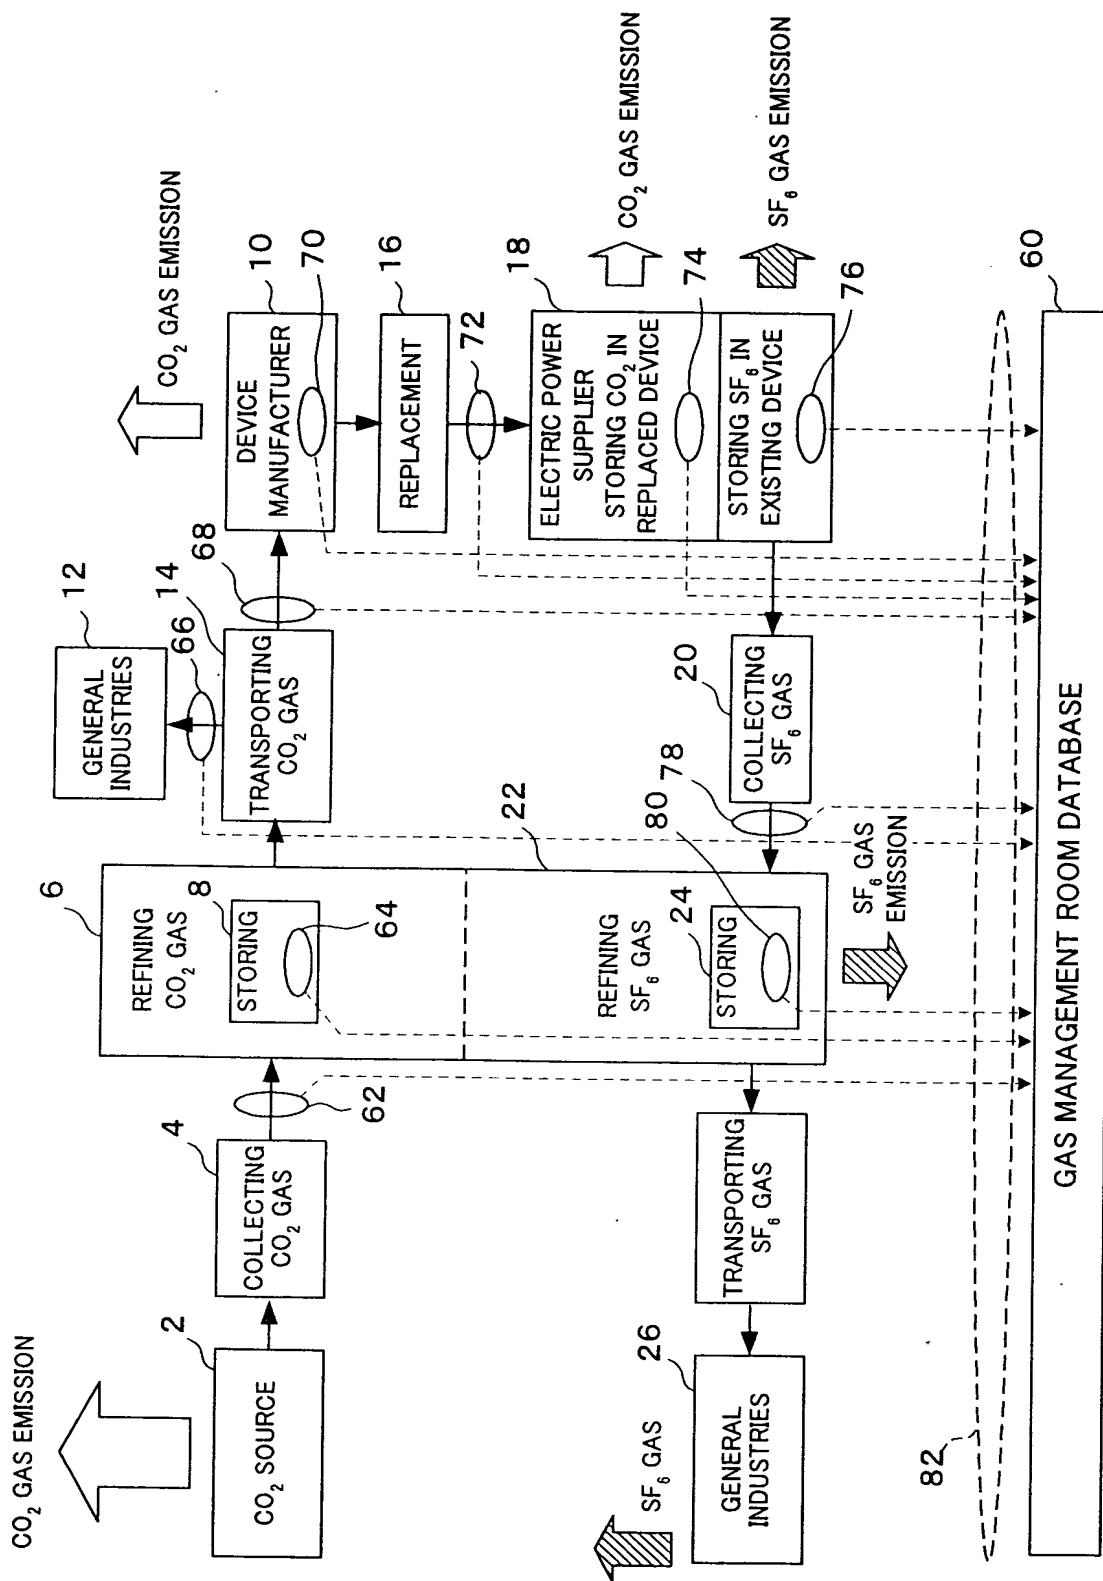 CO₂ GAS EMISSION
CO₂ GAS EMISSION
2
CO₂ SOURCE
4
COLLECTING
CO₂ GAS
62
6
REFINING
CO₂ GAS
8
STORING
64
12
GENERAL
INDUSTRIES
66
14
TRANSPORTING
CO₂ GAS
68
10
DEVICE
MANUFACTURER
70
16
REPLACEMENT
72
18
ELECTRIC POWER
SUPPLIER
STORING CO₂ IN
REPLACED DEVICE
74
CO₂ GAS EMISSION
STORING SF₆ IN
EXISTING DEVICE
76
SF₆ GAS EMISSION
20
COLLECTING
SF₆ GAS
78
22
REFINING
SF₆ GAS
24
STORING
80
SF₆ GAS
EMISSION
TRANSPORTING
SF₆ GAS
26
GENERAL
INDUSTRIES
SF₆ GAS
82
60
GAS MANAGEMENT ROOM DATABASE